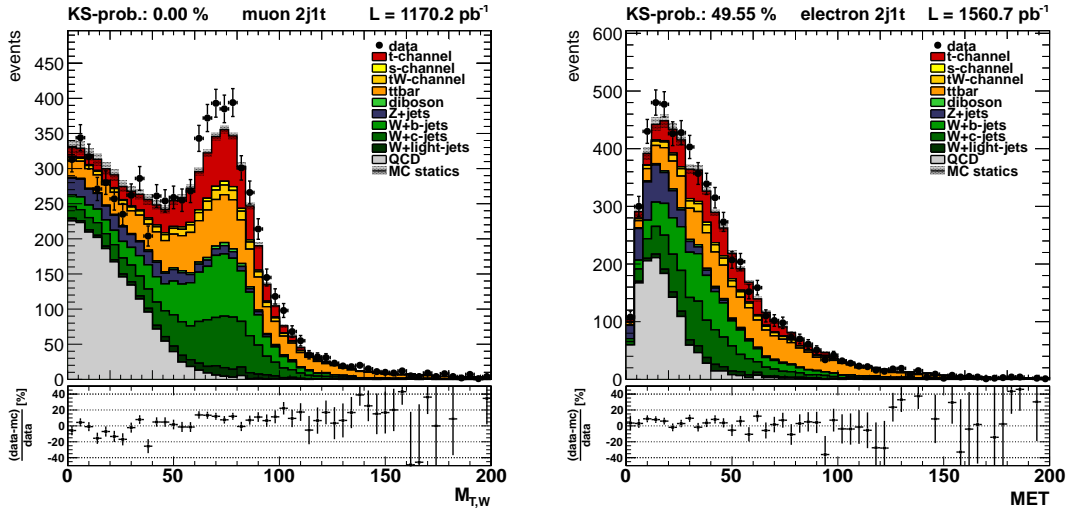 KS-prob.: 0.00 % muon 2j1t L = 1170.2 pb⁻¹
events
450
400
350
300
250
200
150
100
50
0
data
t-channel
s-channel
tW-channel
ttbar
diboson
Z+jets
W+b-jets
W+c-jets
W+light-jets
QCD
MC statics
(data-mc)
data
[%]
40
20
0
-20
-40
0 50 100 150 200
M_T,W
KS-prob.: 49.55 % electron 2j1t L = 1560.7 pb⁻¹
events
600
500
400
300
200
100
0
data
t-channel
s-channel
tW-channel
ttbar
diboson
Z+jets
W+b-jets
W+c-jets
W+light-jets
QCD
MC statics
(data-mc)
data
[%]
40
20
0
-20
-40
0 50 100 150 200
MET